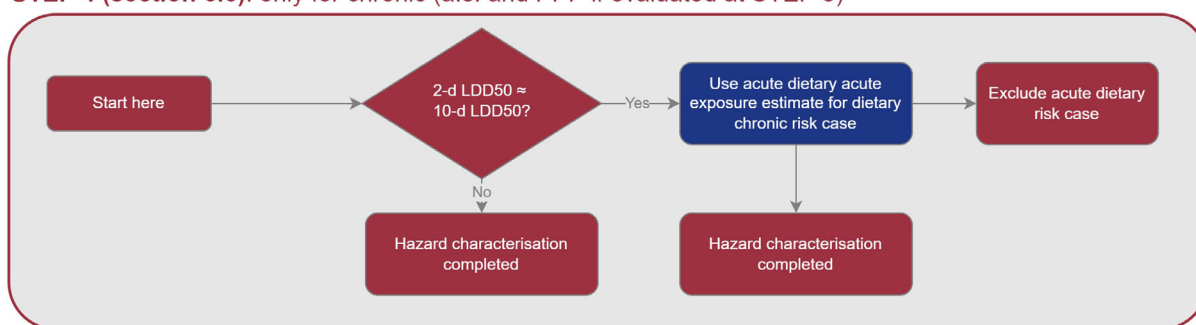 Start here
2-d LDD50 ≈
10-d LDD50?
Yes
Use acute dietary acute
exposure estimate for dietary
chronic risk case
Exclude acute dietary
risk case
No
Hazard characterisation
completed
Hazard characterisation
completed